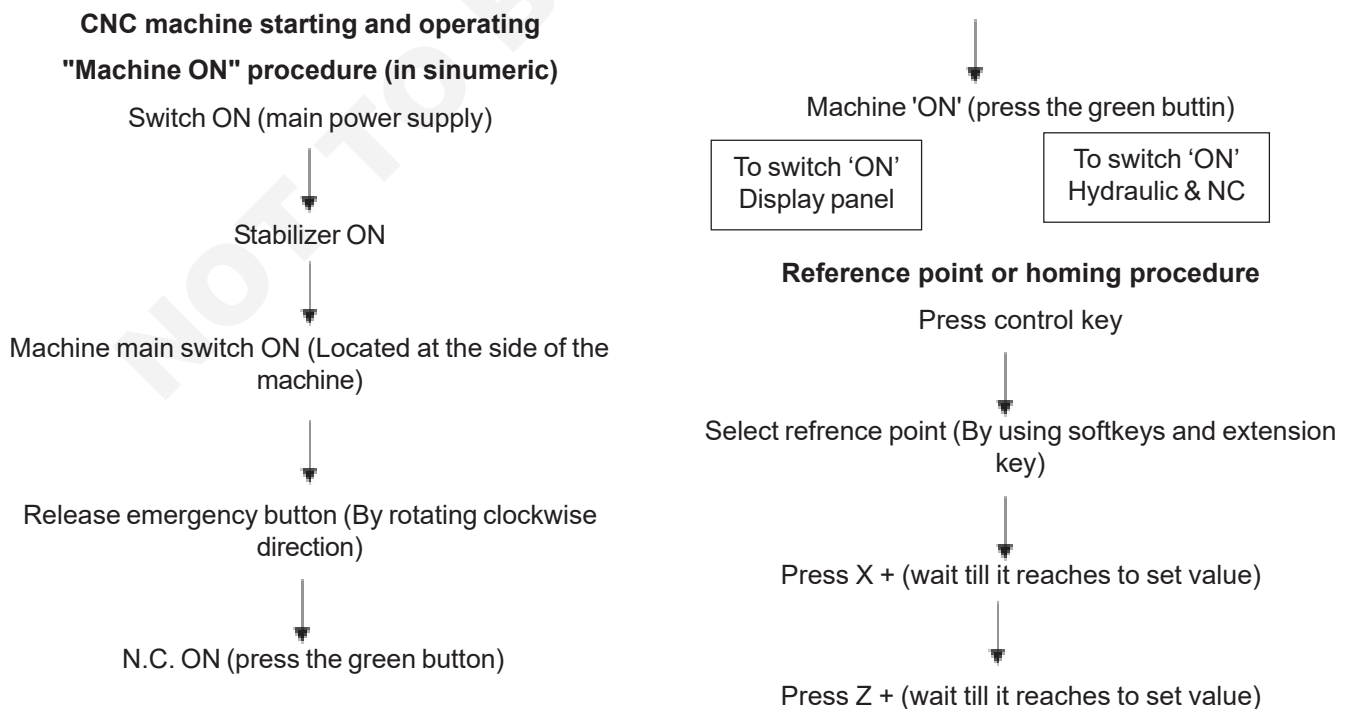 CNC machine starting and operating
"Machine ON" procedure (in sinumeric)
Switch ON (main power supply)
Stabilizer ON
Machine main switch ON (Located at the side of the
machine)
Release emergency button (By rotating clockwise
direction)
N.C. ON (press the green button)
Machine 'ON' (press the green buttin)
To switch ‘ON’
Display panel
To switch ‘ON’
Hydraulic & NC
Reference point or homing procedure
Press control key
Select refrence point (By using softkeys and extension
key)
Press X + (wait till it reaches to set value)
Press Z + (wait till it reaches to set value)
NOT TO B